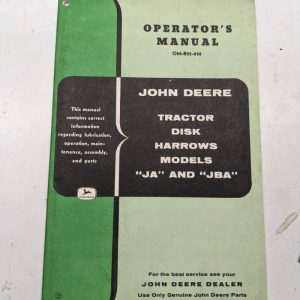 OPERATOR'S
MANUAL
JOHN DEERE
TRACTOR
DISK
HARROWS
MODELS
"JA" AND "JBA"
This manual
contains correct
information
regarding lubrication,
operation, main-
tenance, assembly,
and parts
For the best service see your
JOHN DEERE DEALER
Use Only Genuine John Deere Parts